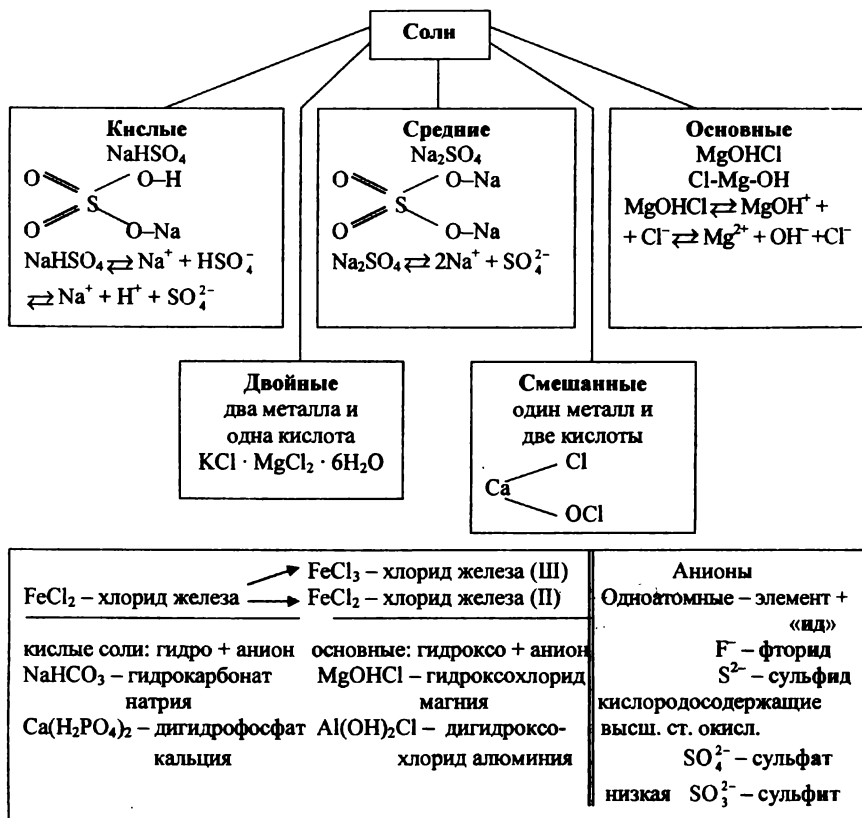 Соли
Кислые
NaHSO₄
O
O–H
S
O
O–Na
NaHSO₄ ⇄ Na⁺ + HSO₄⁻
⇄ Na⁺ + H⁺ + SO₄²⁻
Средние
Na₂SO₄
O
O–Na
S
O
O–Na
Na₂SO₄ ⇄ 2Na⁺ + SO₄²⁻
Основные
MgOHCl
Cl-Mg-OH
MgOHCl ⇄ MgOH⁺ +
+ Cl⁻ ⇄ Mg²⁺ + OH⁻ +Cl⁻
Двойные
два металла и
одна кислота
KCl · MgCl₂ · 6H₂O
Смешанные
один металл и
две кислоты
Cl
Ca
OCl
FeCl₃ – хлорид железа (III)
FeCl₂ – хлорид железа
FeCl₂ – хлорид железа (II)
кислые соли: гидро + анион
NaHCO₃ – гидрокарбонат
натрия
Ca(H₂PO₄)₂ – дигидрофосфат
кальция
основные: гидроксо + анион
MgOHCl – гидроксохлорид
магния
Al(OH)₂Cl – дигидроксо-
хлорид алюминия
Анионы
Одноатомные – элемент +
«ид»
F⁻ – фторид
S²⁻ – сульфид
кислородосодержащие
высш. ст. окисл.
SO₄²⁻ – сульфат
низкая SO₃²⁻ – сульфит